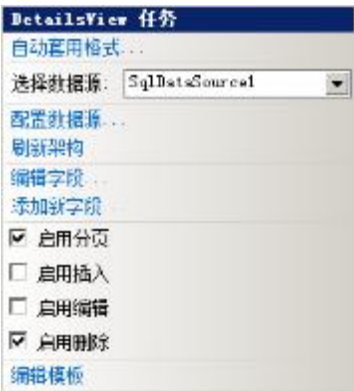 DetailsView 任务
自动套用格式...
选择数据源: SqlDataSource1
配置数据源...
刷新架构
编辑字段...
添加新字段...
启用分页
启用插入
启用编辑
启用删除
编辑模板